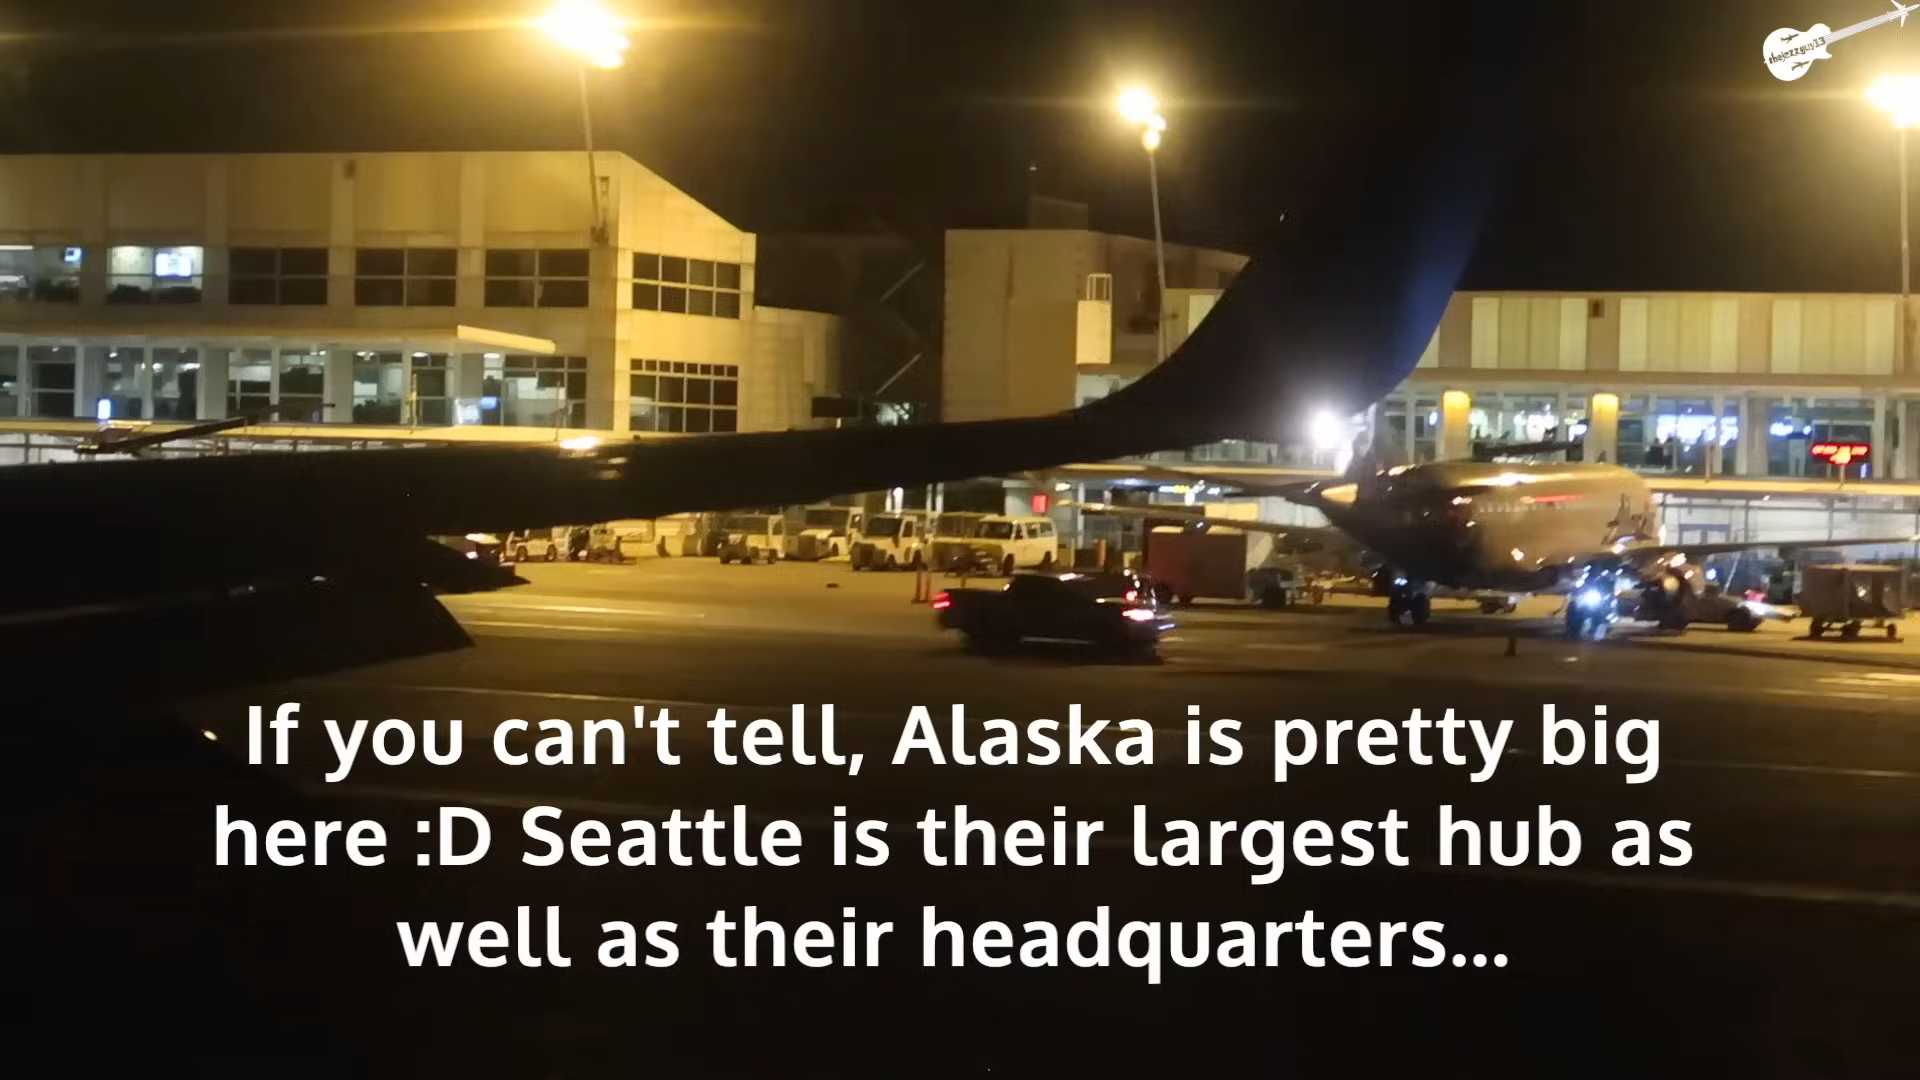 thejazzguy13
If you can't tell, Alaska is pretty big
here :D Seattle is their largest hub as
well as their headquarters...